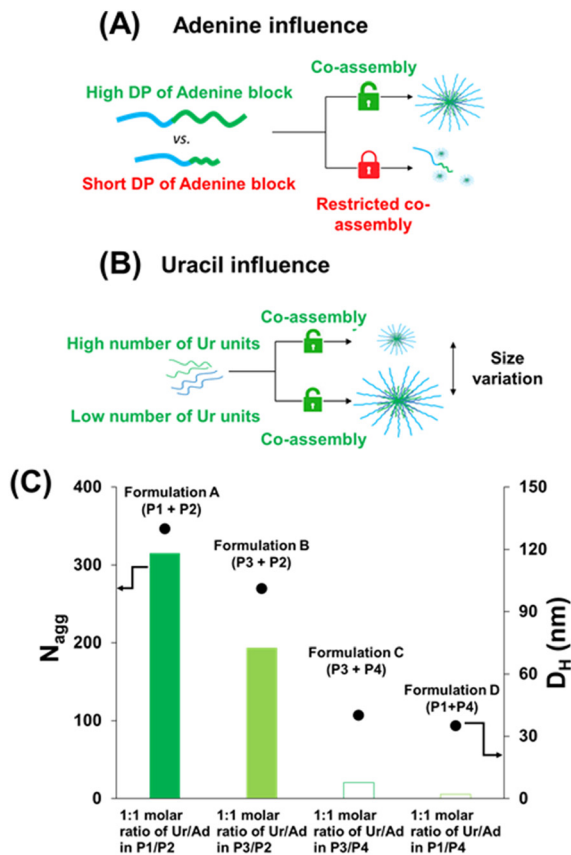 (A) Adenine influence
Co-assembly
High DP of Adenine block
vs.
Short DP of Adenine block
Restricted co-
assembly
(B) Uracil influence
Co-assembly
High number of Ur units
Size
variation
Low number of Ur units
Co-assembly
(C)
400
300
200
100
0
Nagg
150
120
90
60
30
0
DH (nm)
Formulation A
(P1 + P2)
Formulation B
(P3 + P2)
Formulation C
(P3 + P4)
Formulation D
(P1+P4)
1:1 molar
ratio of Ur/Ad
in P1/P2
1:1 molar
ratio of Ur/Ad
in P3/P2
1:1 molar
ratio of Ur/Ad
in P3/P4
1:1 molar
ratio of Ur/Ad
in P1/P4